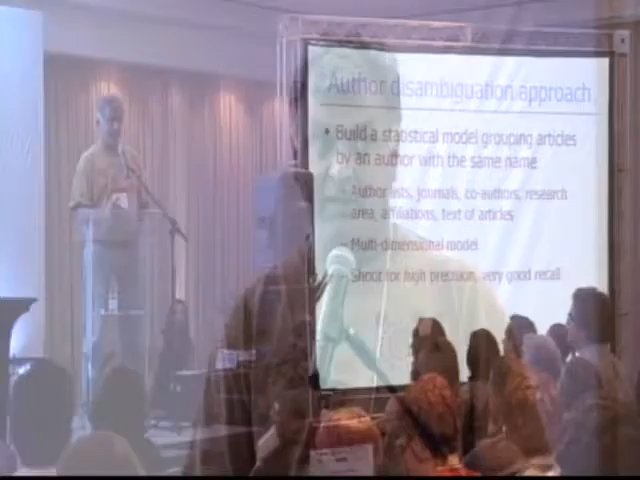 Author disambiguation approach
• Build a statistical model grouping articles
by an author with the same name
– Author lists, journals, co-authors, research
area, affiliations, text of articles
– Multi-dimensional model
– Shoot for high precision, very good recall